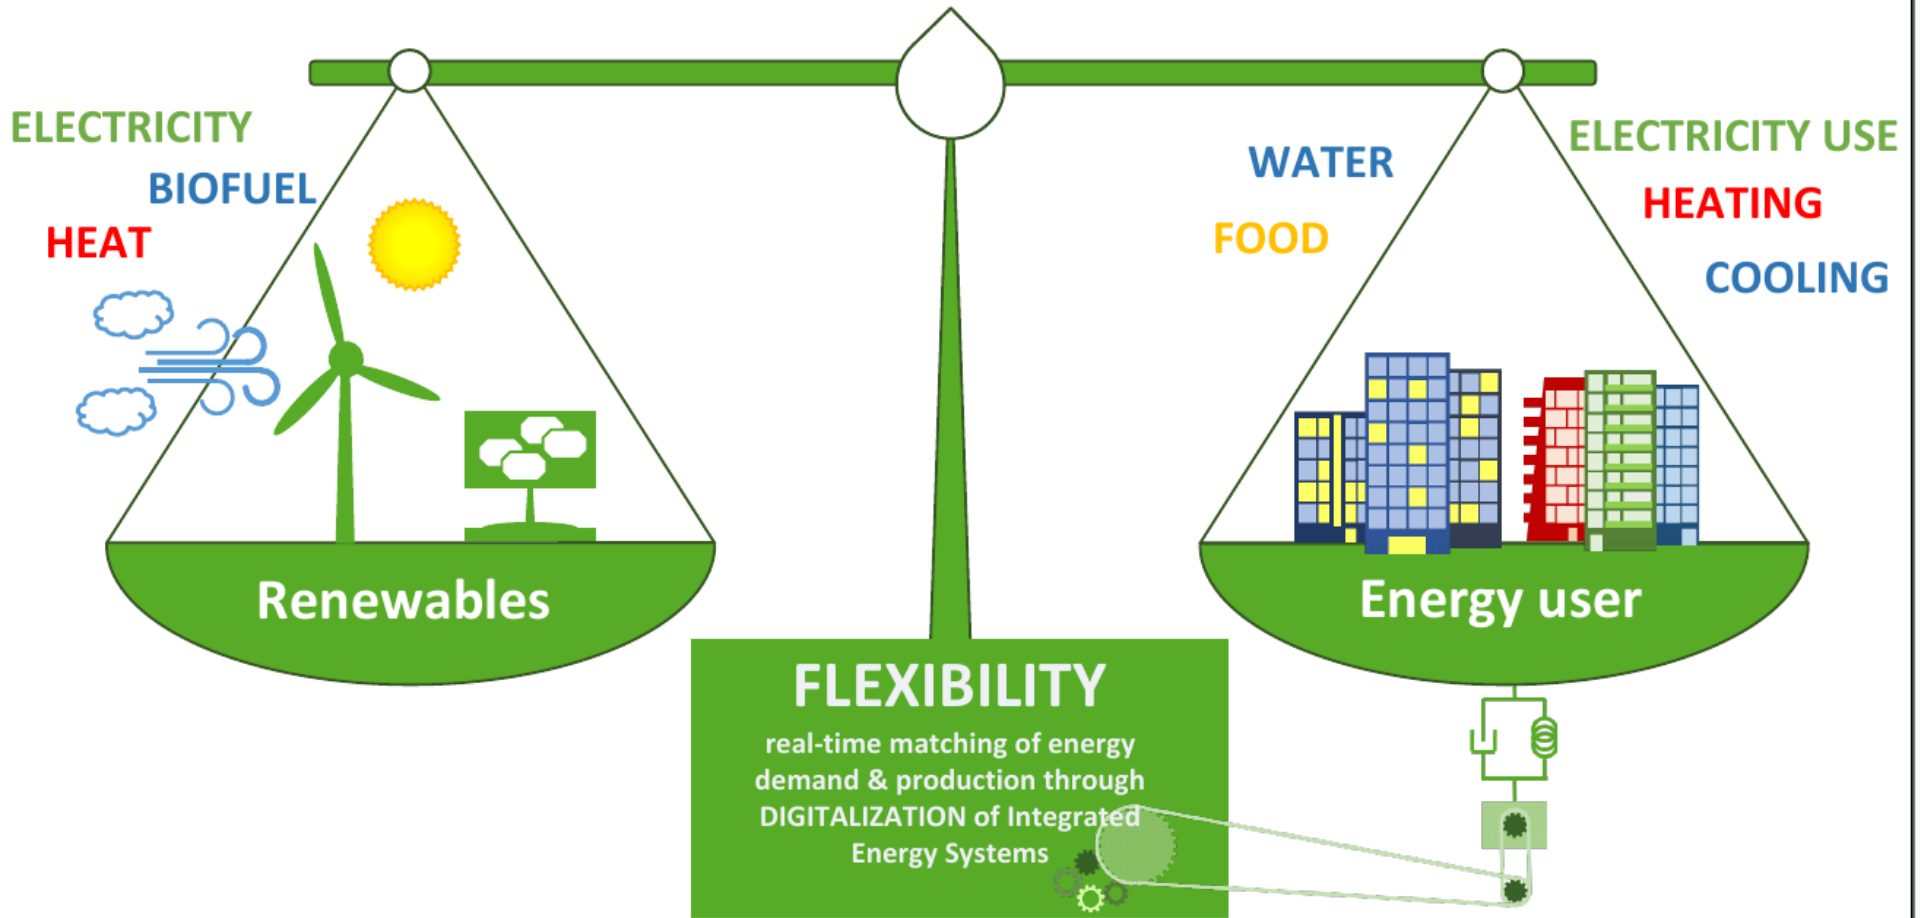 ELECTRICITY
BIOFUEL
HEAT
WATER
FOOD
ELECTRICITY USE
HEATING
COOLING
Renewables
Energy user
FLEXIBILITY
real-time matching of energy
demand & production through
DIGITALIZATION of Integrated
Energy Systems